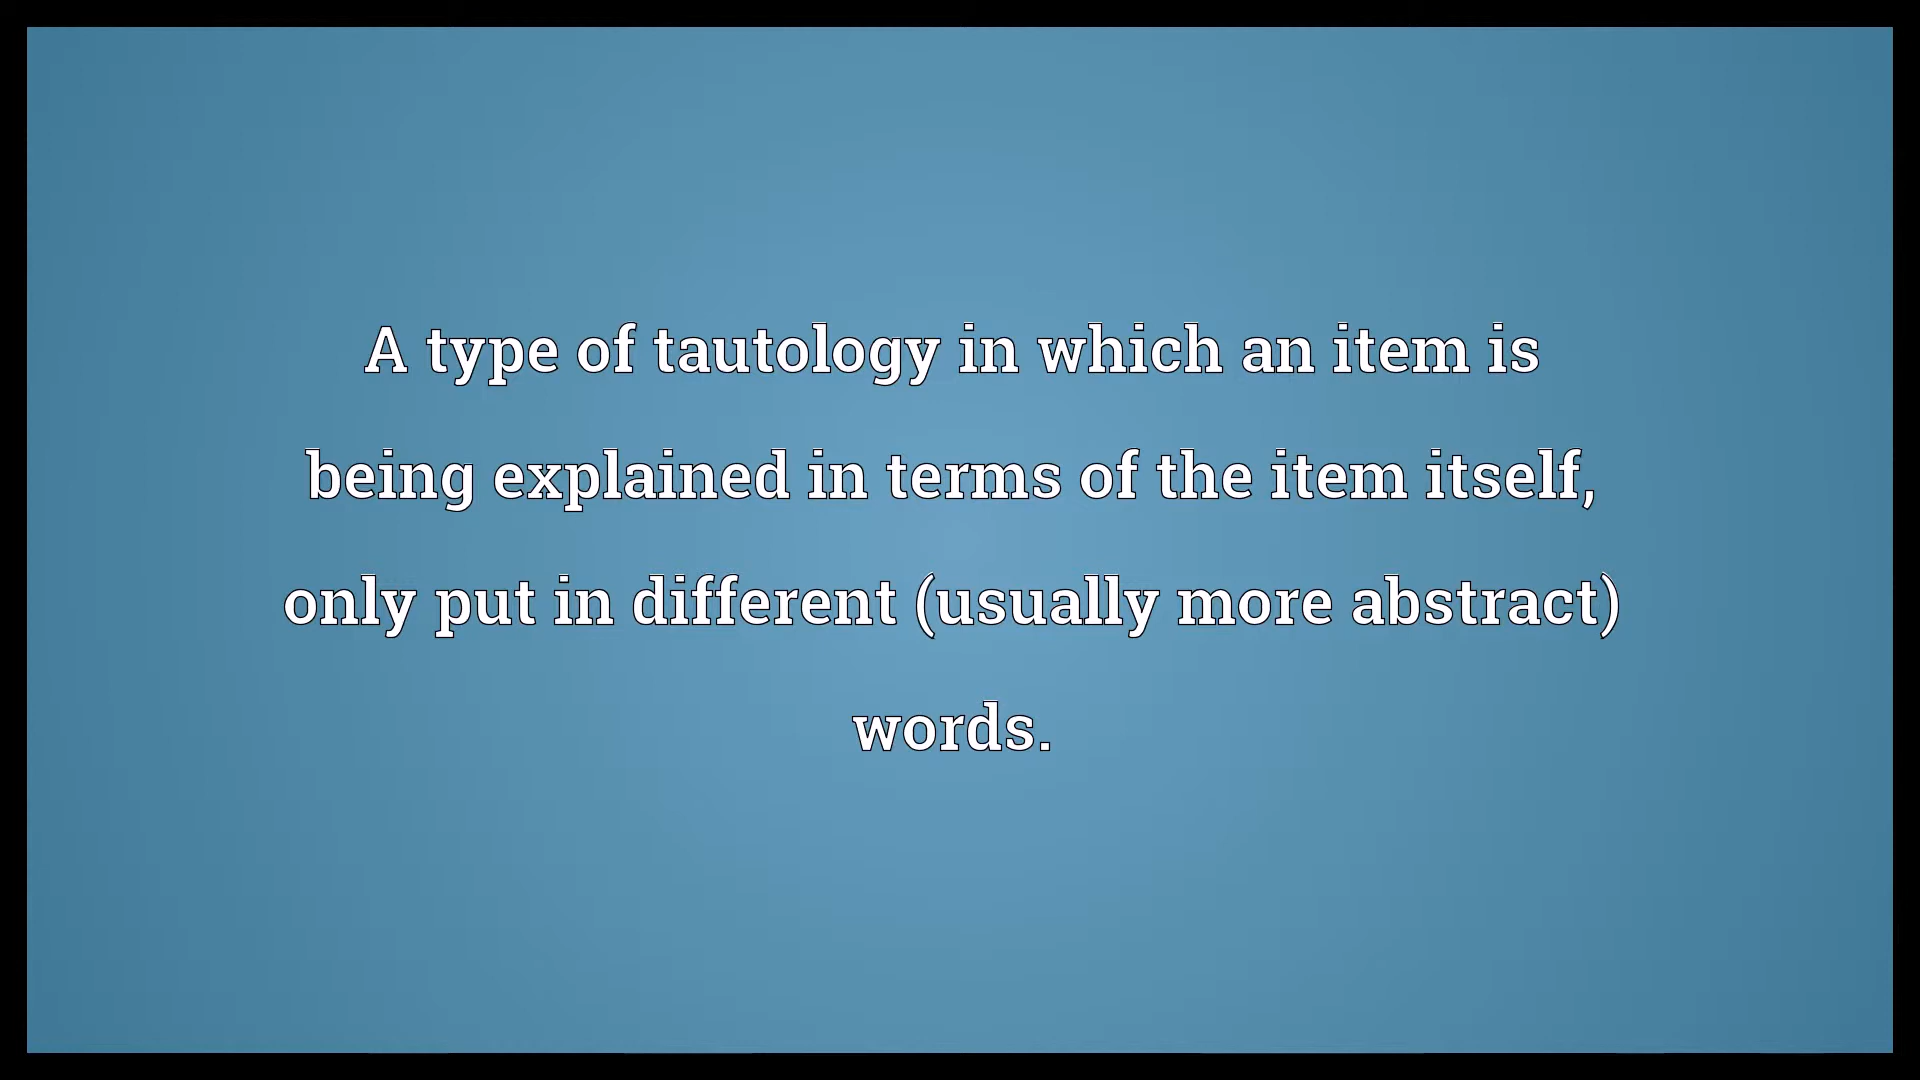 A type of tautology in which an item is
being explained in terms of the item itself,
only put in different (usually more abstract)
words.